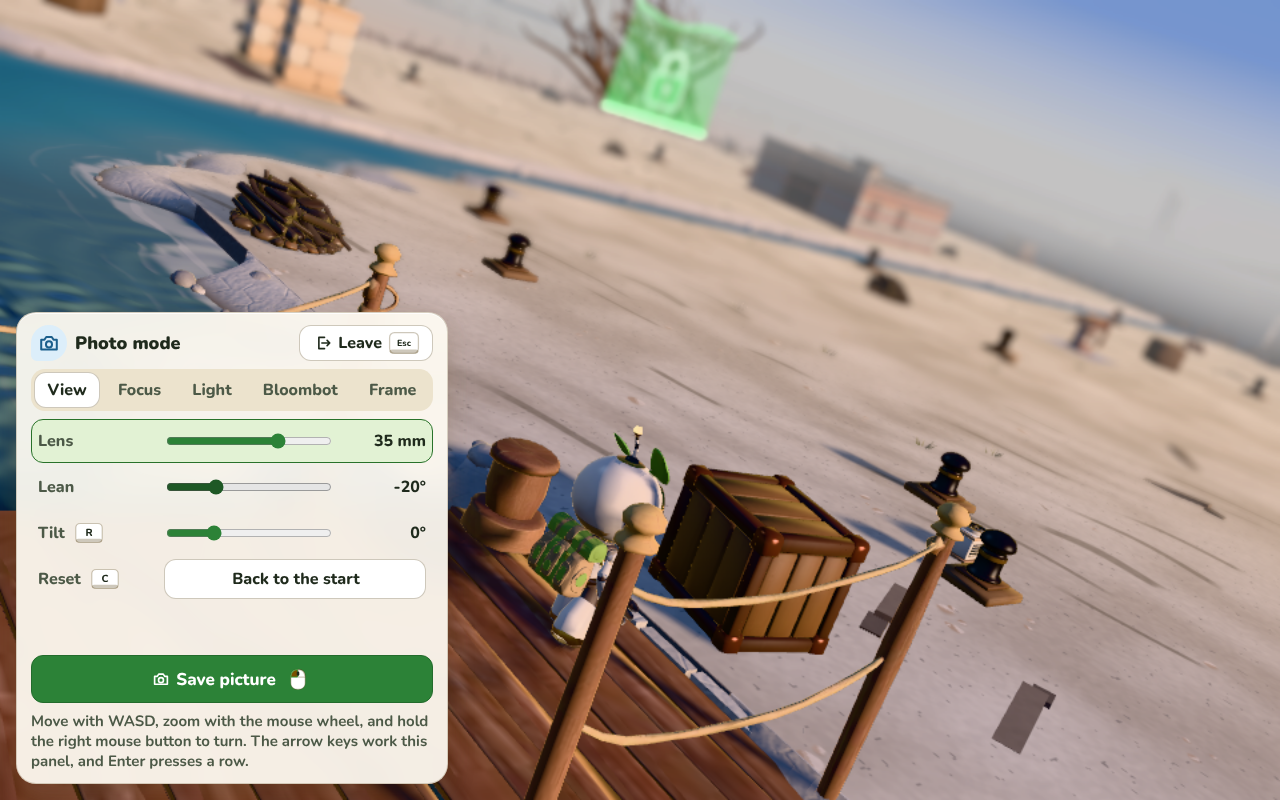 Photo mode
Leave Esc
View Focus Light Bloombot Frame
Lens 35 mm
Lean -20°
Tilt R 0°
Reset C Back to the start
Save picture
Move with WASD, zoom with the mouse wheel, and hold
the right mouse button to turn. The arrow keys work this
panel, and Enter presses a row.